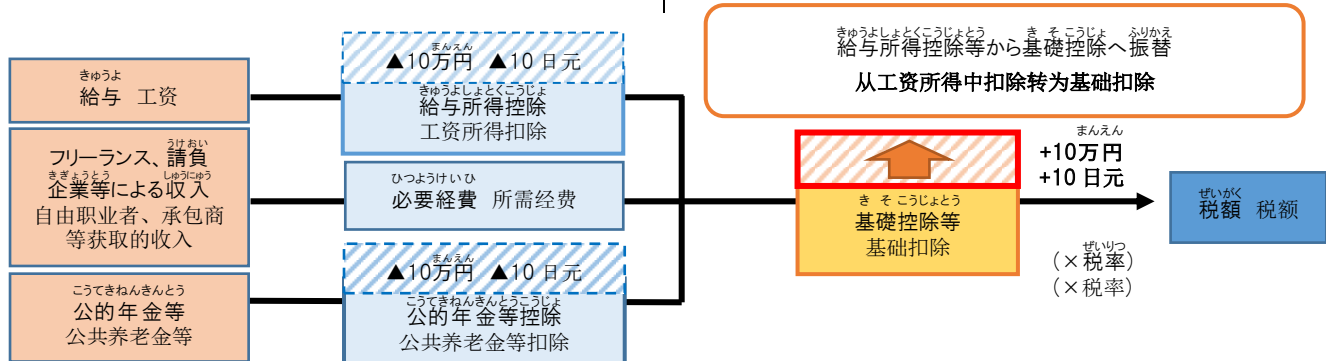 きゅうよしょとくこうじょとう きそこうじょ ふりかえ
給与所得控除等から基礎控除へ振替
从工资所得中扣除转为基础扣除
きゅうよ
給与 工资
まんえん
▲10万円 ▲10 日元
きゅうよしょとくこうじょ
給与所得控除
工资所得扣除
うけおい
フリーランス、請負
きぎょうとう しゅうにゅう
企業等による収入
自由职业者、承包商
等获取的收入
ひつようけいひ
必要経費 所需经费
まんえん
+10万円
+10 日元
きそこうじょとう
基礎控除等
基础扣除
ぜいりつ
(×税率)
(×税率)
ぜいがく
税額 税额
こうてきねんきんとう
公的年金等
公共养老金等
まんえん
▲10万円 ▲10 日元
こうてきねんきんとうこうじょ
公的年金等控除
公共养老金等扣除